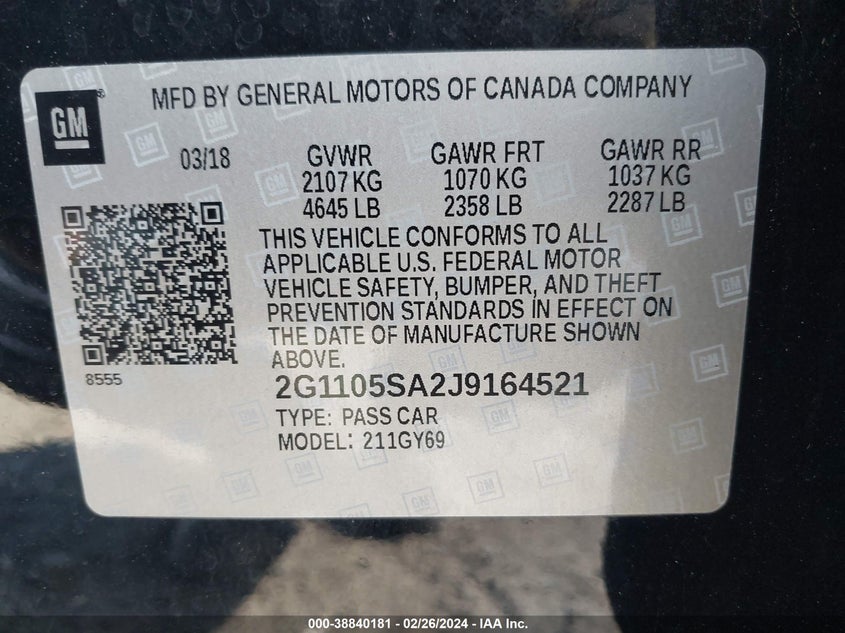 GM
MFD BY GENERAL MOTORS OF CANADA COMPANY
03/18 GVWR GAWR FRT GAWR RR
2107 KG 1070 KG 1037 KG
4645 LB 2358 LB 2287 LB
THIS VEHICLE CONFORMS TO ALL
APPLICABLE U.S. FEDERAL MOTOR
VEHICLE SAFETY, BUMPER, AND THEFT
PREVENTION STANDARDS IN EFFECT ON
THE DATE OF MANUFACTURE SHOWN
ABOVE.
8555
2G1105SA2J9164521
TYPE: PASS CAR
MODEL: 211GY69
000-38840181 - 02/26/2024 - IAA Inc.